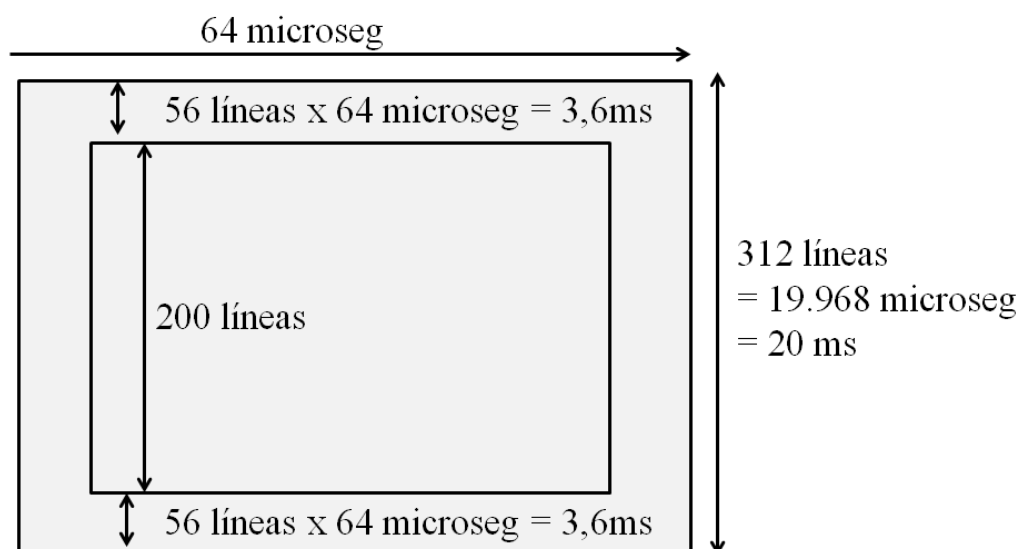 64 microseg
56 líneas x 64 microseg = 3,6ms
200 líneas
312 líneas
= 19.968 microseg
= 20 ms
56 líneas x 64 microseg = 3,6ms